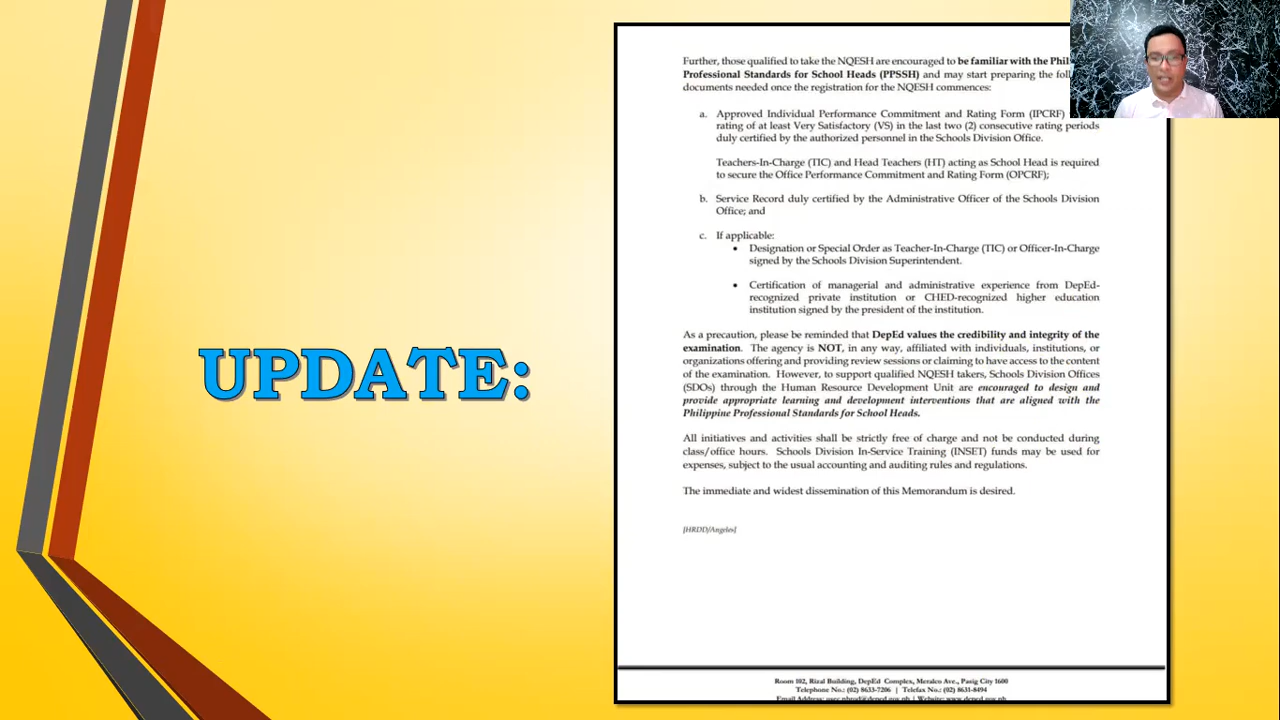 UPDATE:
Further, those qualified to take the NQESH are encouraged to be familiar with the
Professional Standards for School Heads (PPSSH) and may start preparing the
documents needed once the registration for the NQESH commences:
a. Approved Individual Performance Commitment and Rating Form (IPCRF)
rating of at least Very Satisfactory (VS) in the last two (2) consecutive rating periods
duly certified by the authorized personnel in the Schools Division Office.
Teachers-In-Charge (TIC) and Head Teachers (HT) acting as School Head is required
to secure the Office Performance Commitment and Rating Form (OPCRF);
b. Service Record duly certified by the Administrative Officer of the Schools Division
Office; and
c. If applicable:
• Designation or Special Order as Teacher-In-Charge (TIC) or Officer-In-Charge
signed by the Schools Division Superintendent.
• Certification of managerial and administrative experience from DepEd-
recognized private institution or CHED-recognized higher education
institution signed by the president of the institution.
As a precaution, please be reminded that DepEd values the credibility and integrity of the
examination. The agency is NOT, in any way, affiliated with individuals, institutions, or
organizations offering and providing review sessions or claiming to have access to the content
of the examination. However, to support qualified NQESH takers, Schools Division Offices
(SDOs) through the Human Resource Development Unit are encouraged to design and
provide appropriate learning and development interventions that are aligned with the
Philippine Professional Standards for School Heads.
All initiatives and activities shall be strictly free of charge and not be conducted during
class/office hours. Schools Division In-Service Training (INSET) funds may be used for
expenses, subject to the usual accounting and auditing rules and regulations.
The immediate and widest dissemination of this Memorandum is desired.
[HRDD/Angeles]
Room 102, Rizal Building, DepEd Complex, Meralco Ave., Pasig City 1600
Telephone No.: (02) 8633-7206 | Telefax No.: (02) 8631-8494